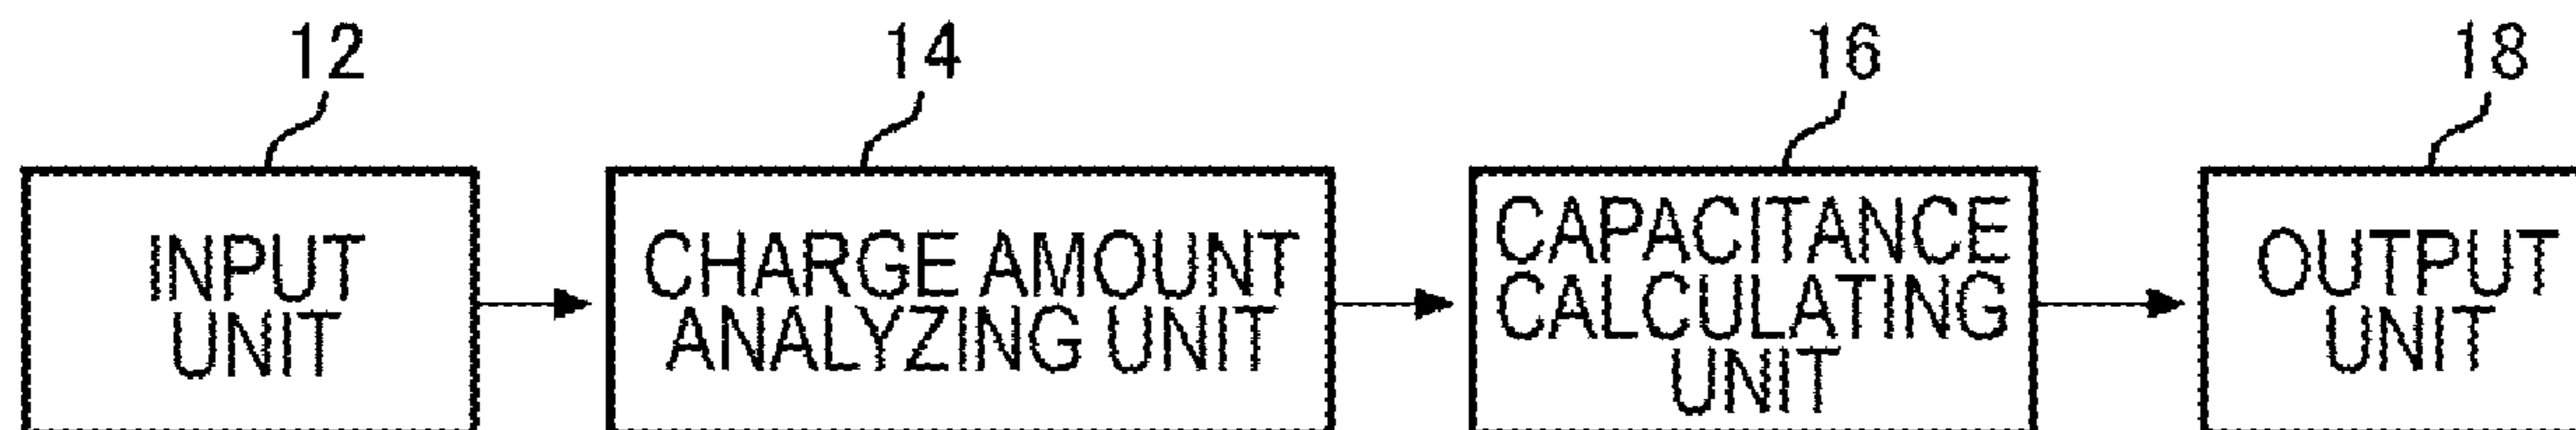 12
14
16
18
INPUT
UNIT
CHARGE AMOUNT
ANALYZING UNIT
CAPACITANCE
CALCULATING
UNIT
OUTPUT
UNIT